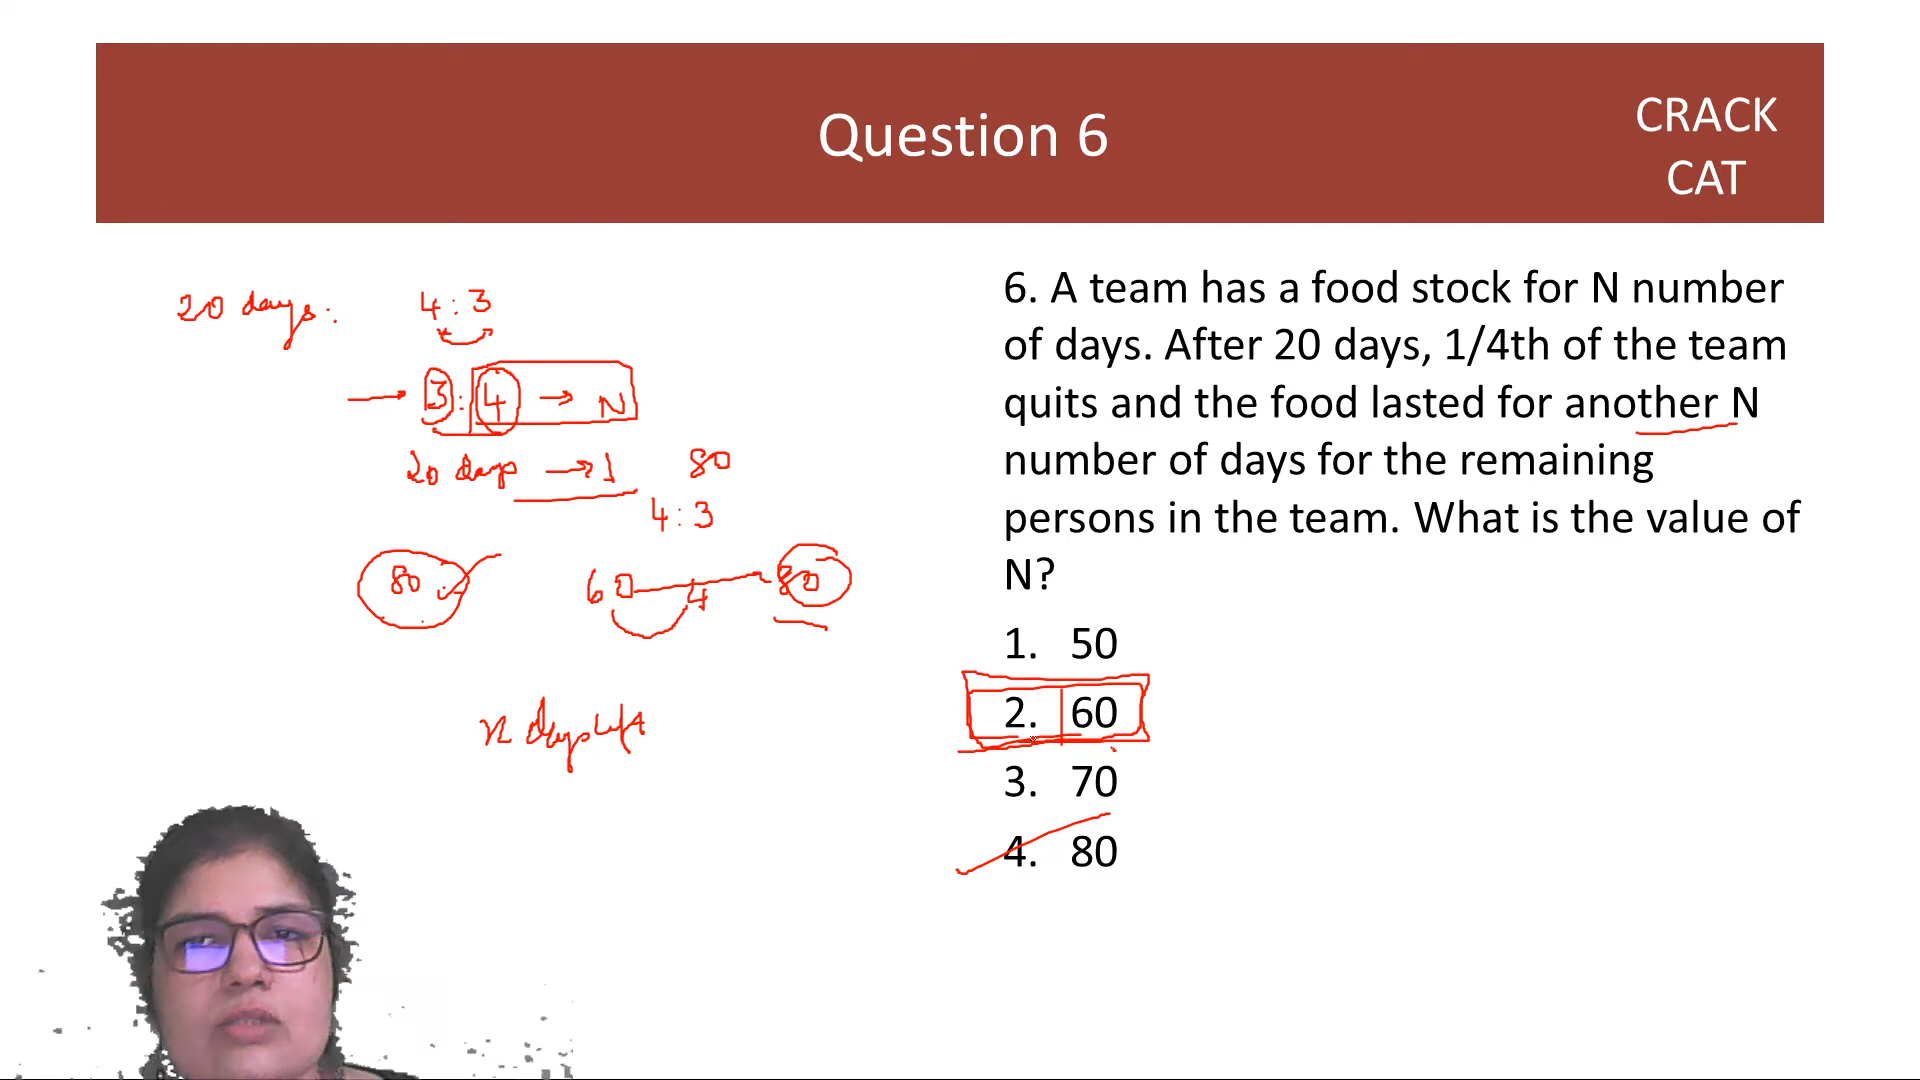 Question 6
CRACK
CAT
20 days:
4:3
3:4 → N
20 days → 1
80
4:3
80
60
4
80
n days left
6. A team has a food stock for N number
of days. After 20 days, 1/4th of the team
quits and the food lasted for another N
number of days for the remaining
persons in the team. What is the value of
N?
1. 50
2. 60
3. 70
4. 80